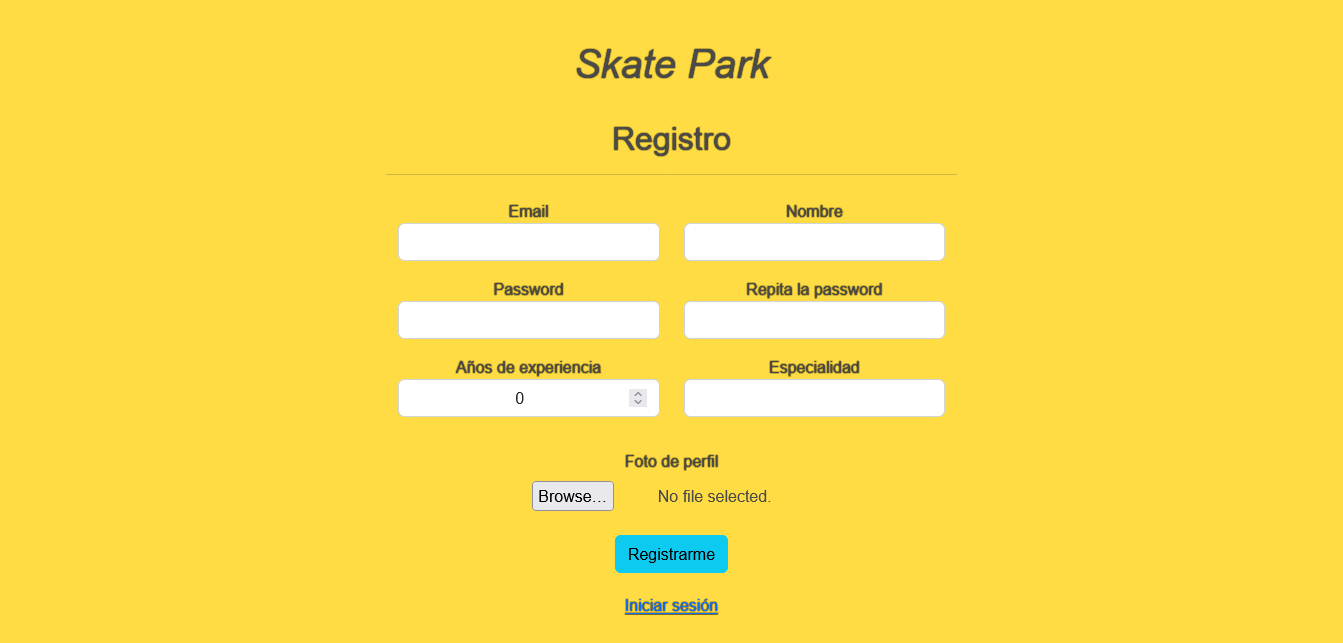 Skate Park
Registro
Email Nombre
Password Repita la password
Años de experiencia Especialidad
0
Foto de perfil
Browse... No file selected.
Registrarme
Iniciar sesión